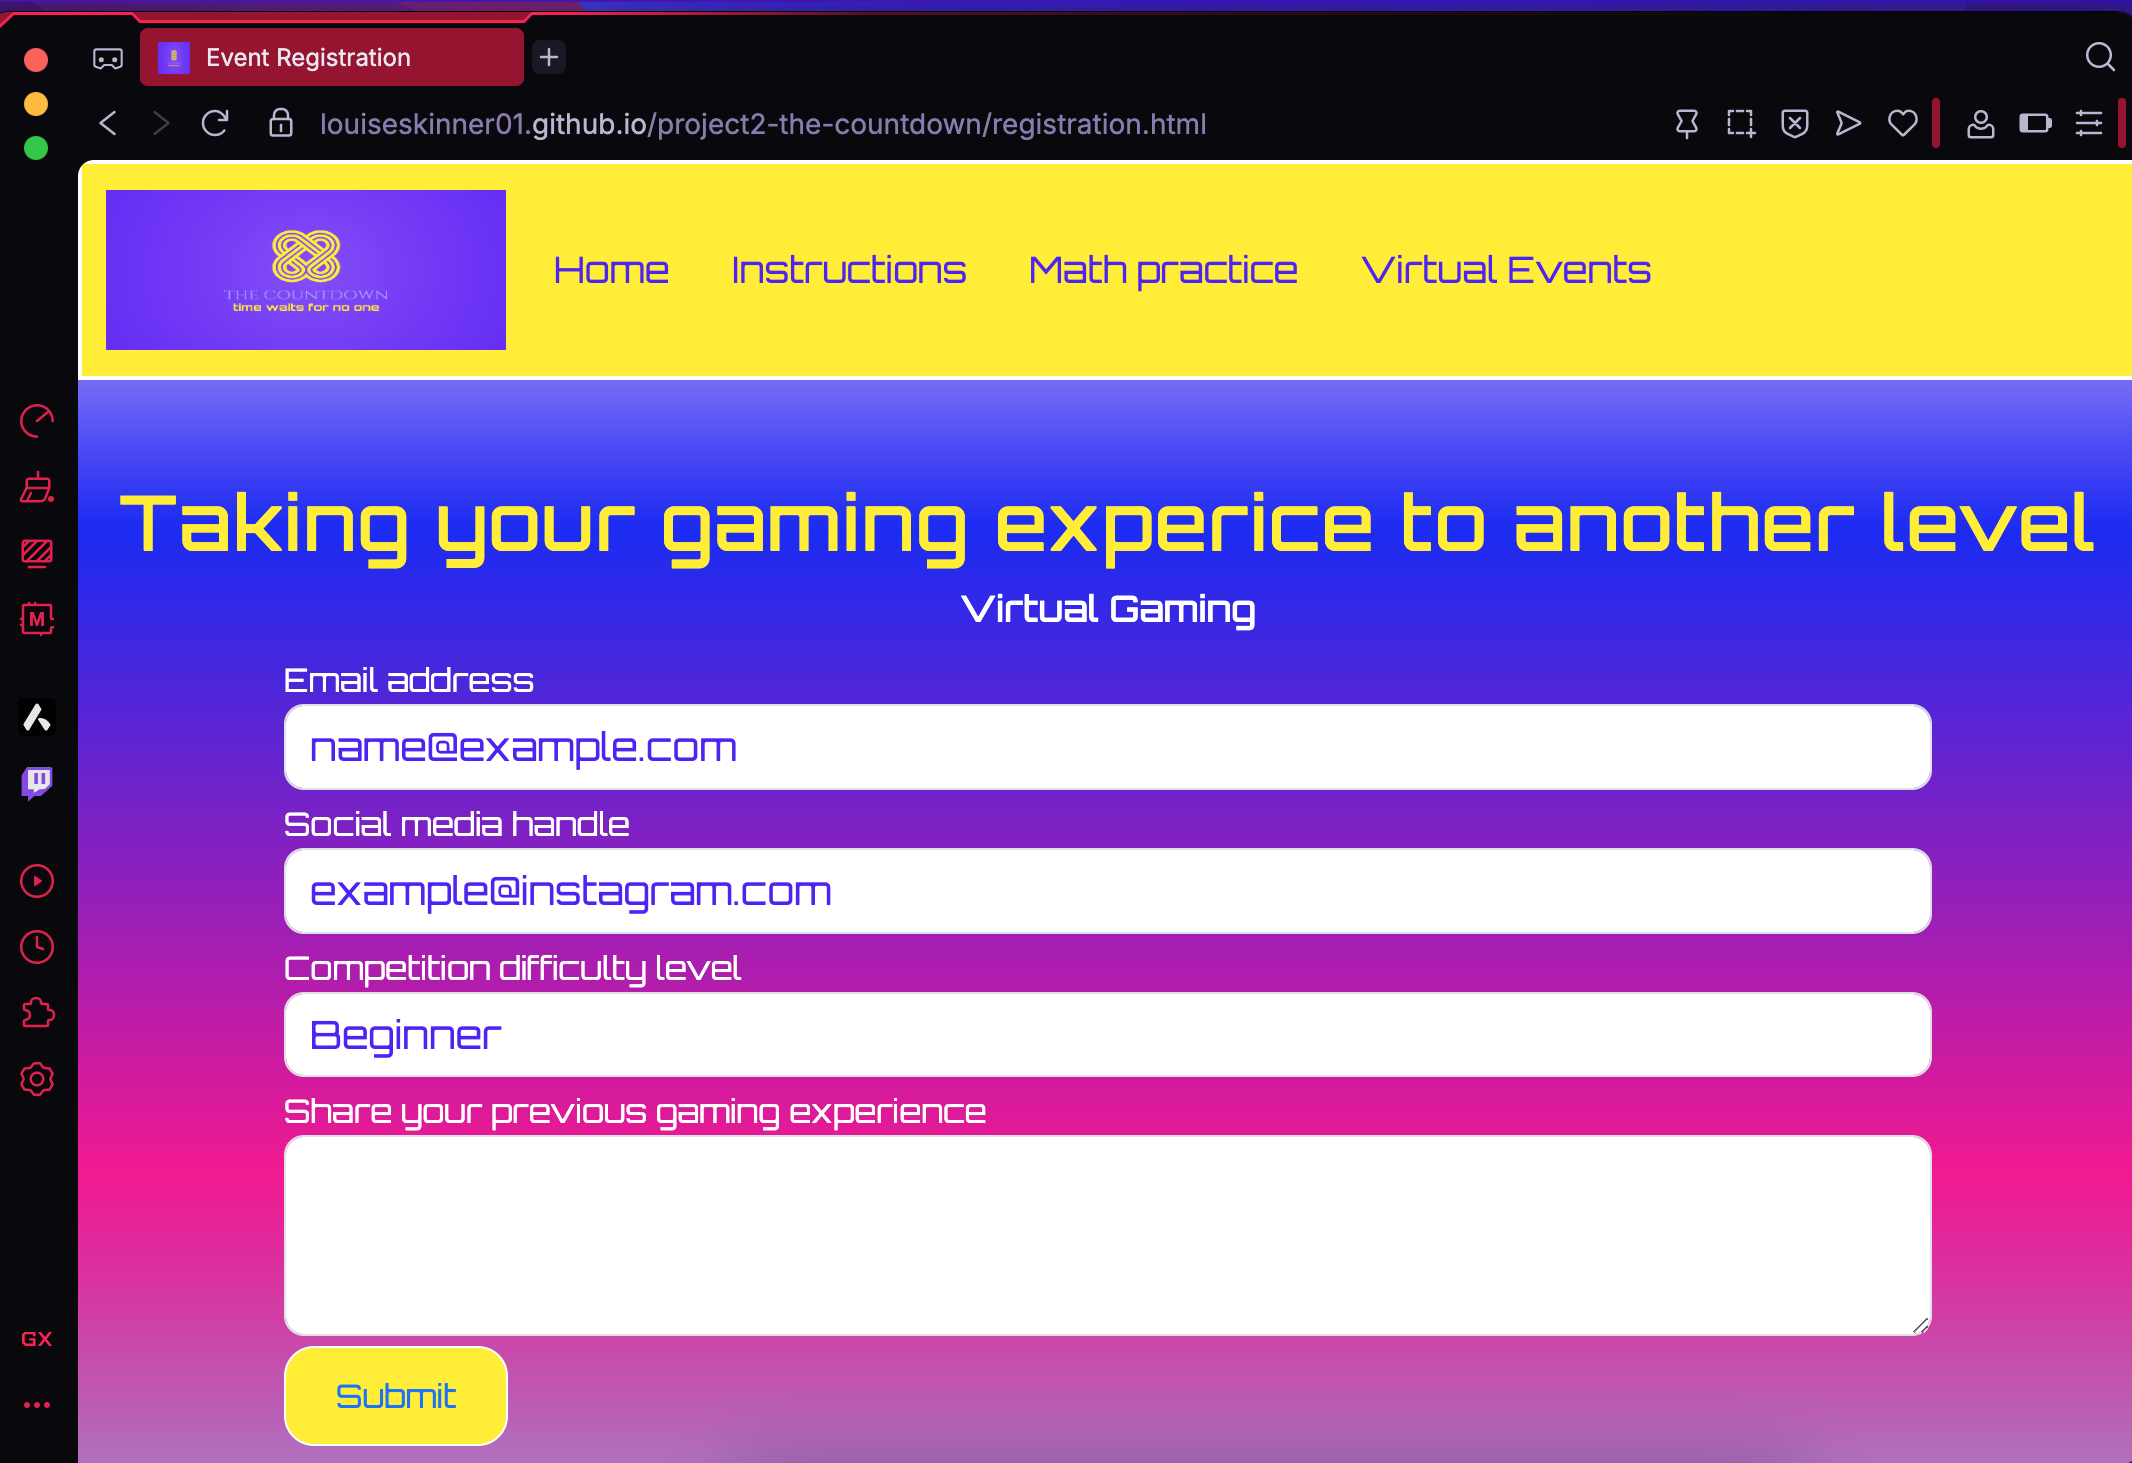 Event Registration
louiseskinner01.github.io/project2-the-countdown/registration.html
THE COUNTDOWN
time waits for no one
Home Instructions Math practice Virtual Events
Taking your gaming experice to another level
Virtual Gaming
Email address
name@example.com
Social media handle
example@instagram.com
Competition difficulty level
Beginner
Share your previous gaming experience
Submit
M
GX